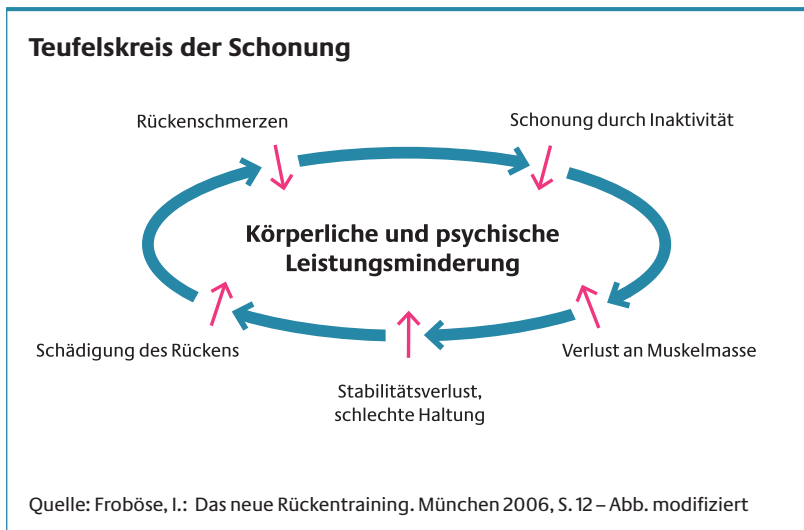 Teufelskreis der Schonung
Rückenschmerzen
Schonung durch Inaktivität
Körperliche und psychische
Leistungsminderung
Schädigung des Rückens
Verlust an Muskelmasse
Stabilitätsverlust,
schlechte Haltung
Quelle: Froböse, I.: Das neue Rückentraining. München 2006, S. 12 – Abb. modifiziert